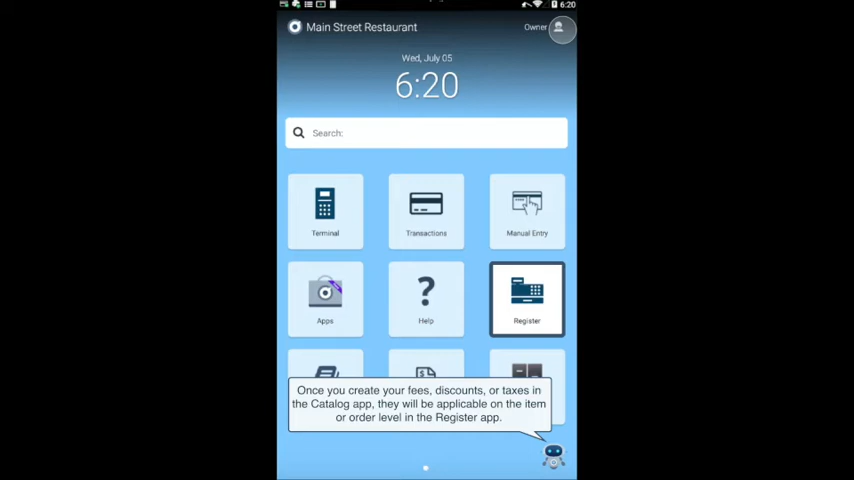 6:20
Main Street Restaurant
Owner
Wed, July 05
6:20
Search:
Terminal
Transactions
Manual Entry
Apps
Help
Register
Once you create your fees, discounts, or taxes in
the Catalog app, they will be applicable on the item
or order level in the Register app.